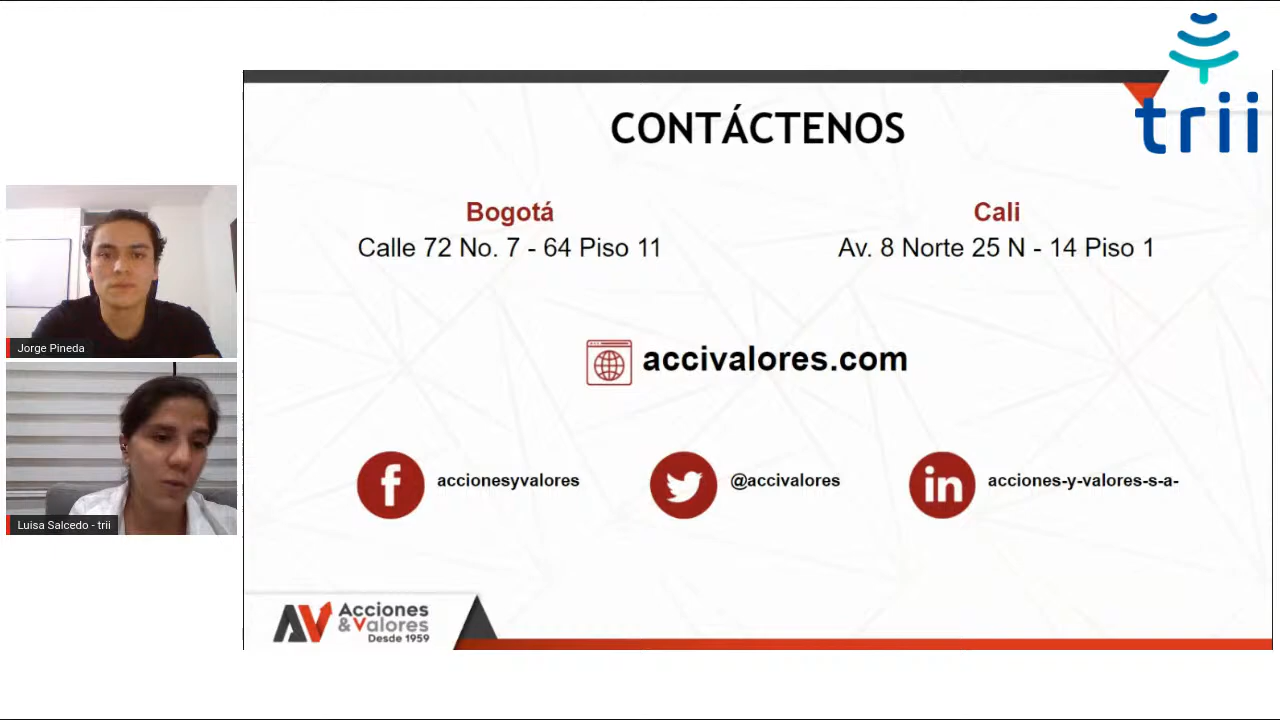 trii
CONTÁCTENOS
Bogotá
Calle 72 No. 7 - 64 Piso 11
Cali
Av. 8 Norte 25 N - 14 Piso 1
accivalores.com
accionesyvalores
@accivalores
acciones-y-valores-s-a-
Jorge Pineda
Luisa Salcedo - trii
AV Acciones
& Valores
Desde 1959